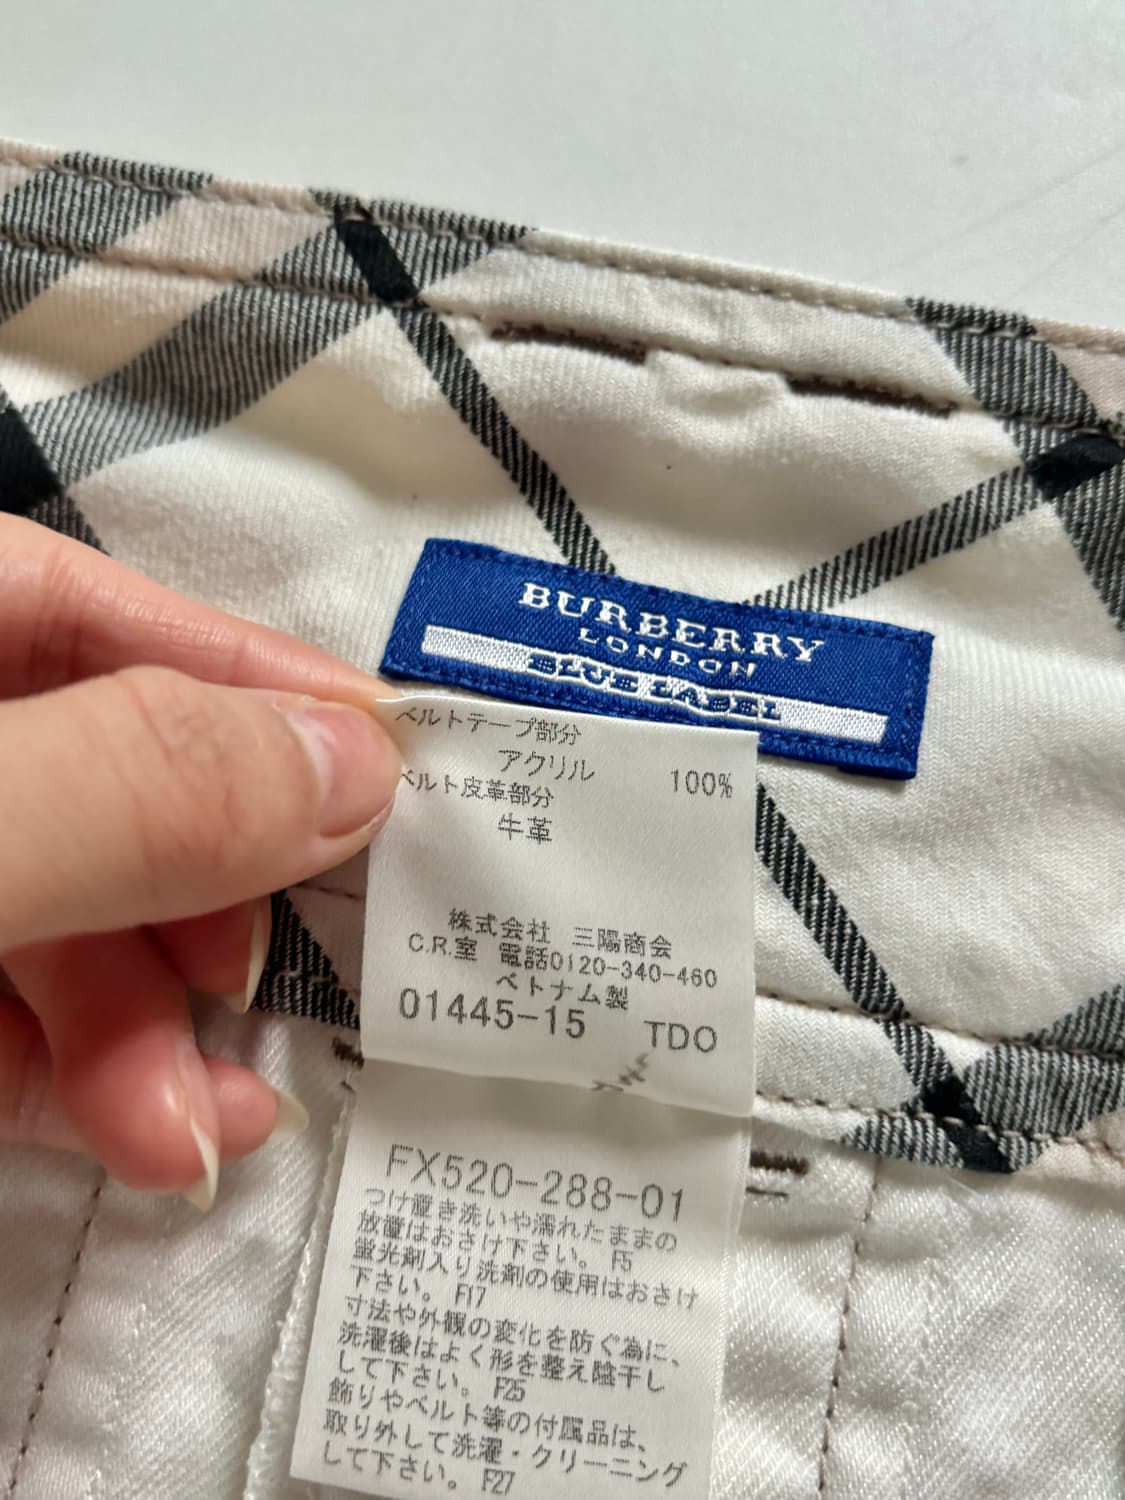 BURBERRY
LONDON
BLUE LABEL
ベルトテープ部分
アクリル 100%
ベルト皮革部分
牛革
株式会社 三陽商会
C.R.室 電話0120-340-460
ベトナム製
01445-15 TDO
FX520-288-01
つけ置き洗いや濡れたままの
放置はおさけ下さい。 F5
蛍光剤入り洗剤の使用はおさけ
下さい。 F17
寸法や外観の変化を防ぐ為に、
洗濯後はよく形を整え陰干し
して下さい。 F25
飾りやベルト等の付属品は、
取り外して洗濯・クリーニング
して下さい。 F27